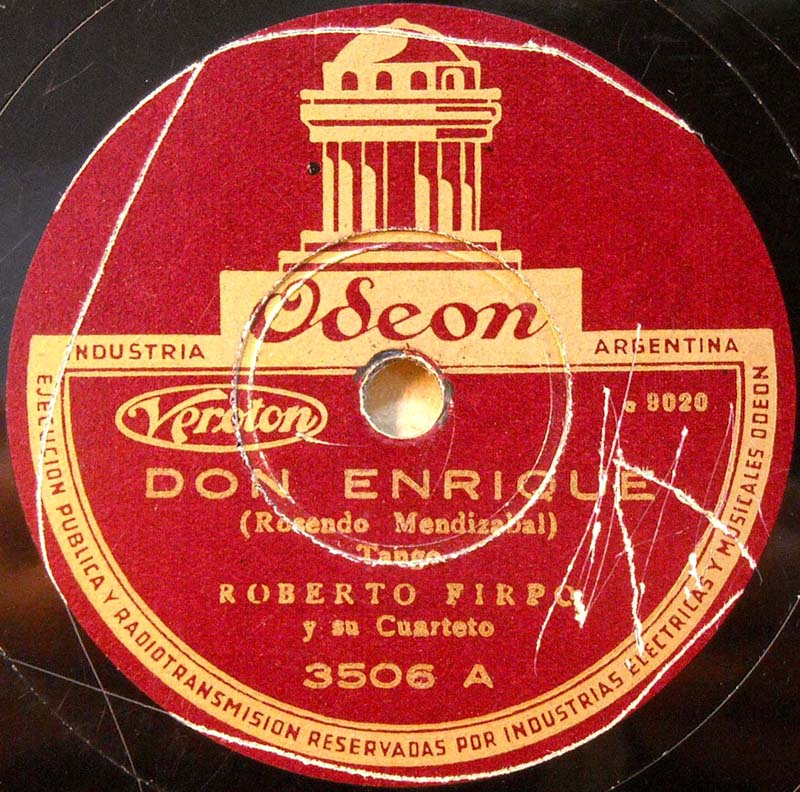 Odeon
INDUSTRIA ARGENTINA
Veroton
9020
DON ENRIQUE
(Rosendo Mendizabal)
Tango
ROBERTO FIRPO
y su Cuarteto
3506 A
EJECUCION PUBLICA Y RADIOTRANSMISION RESERVADAS POR INDUSTRIAS ELECTRICAS Y MUSICALES ODEON